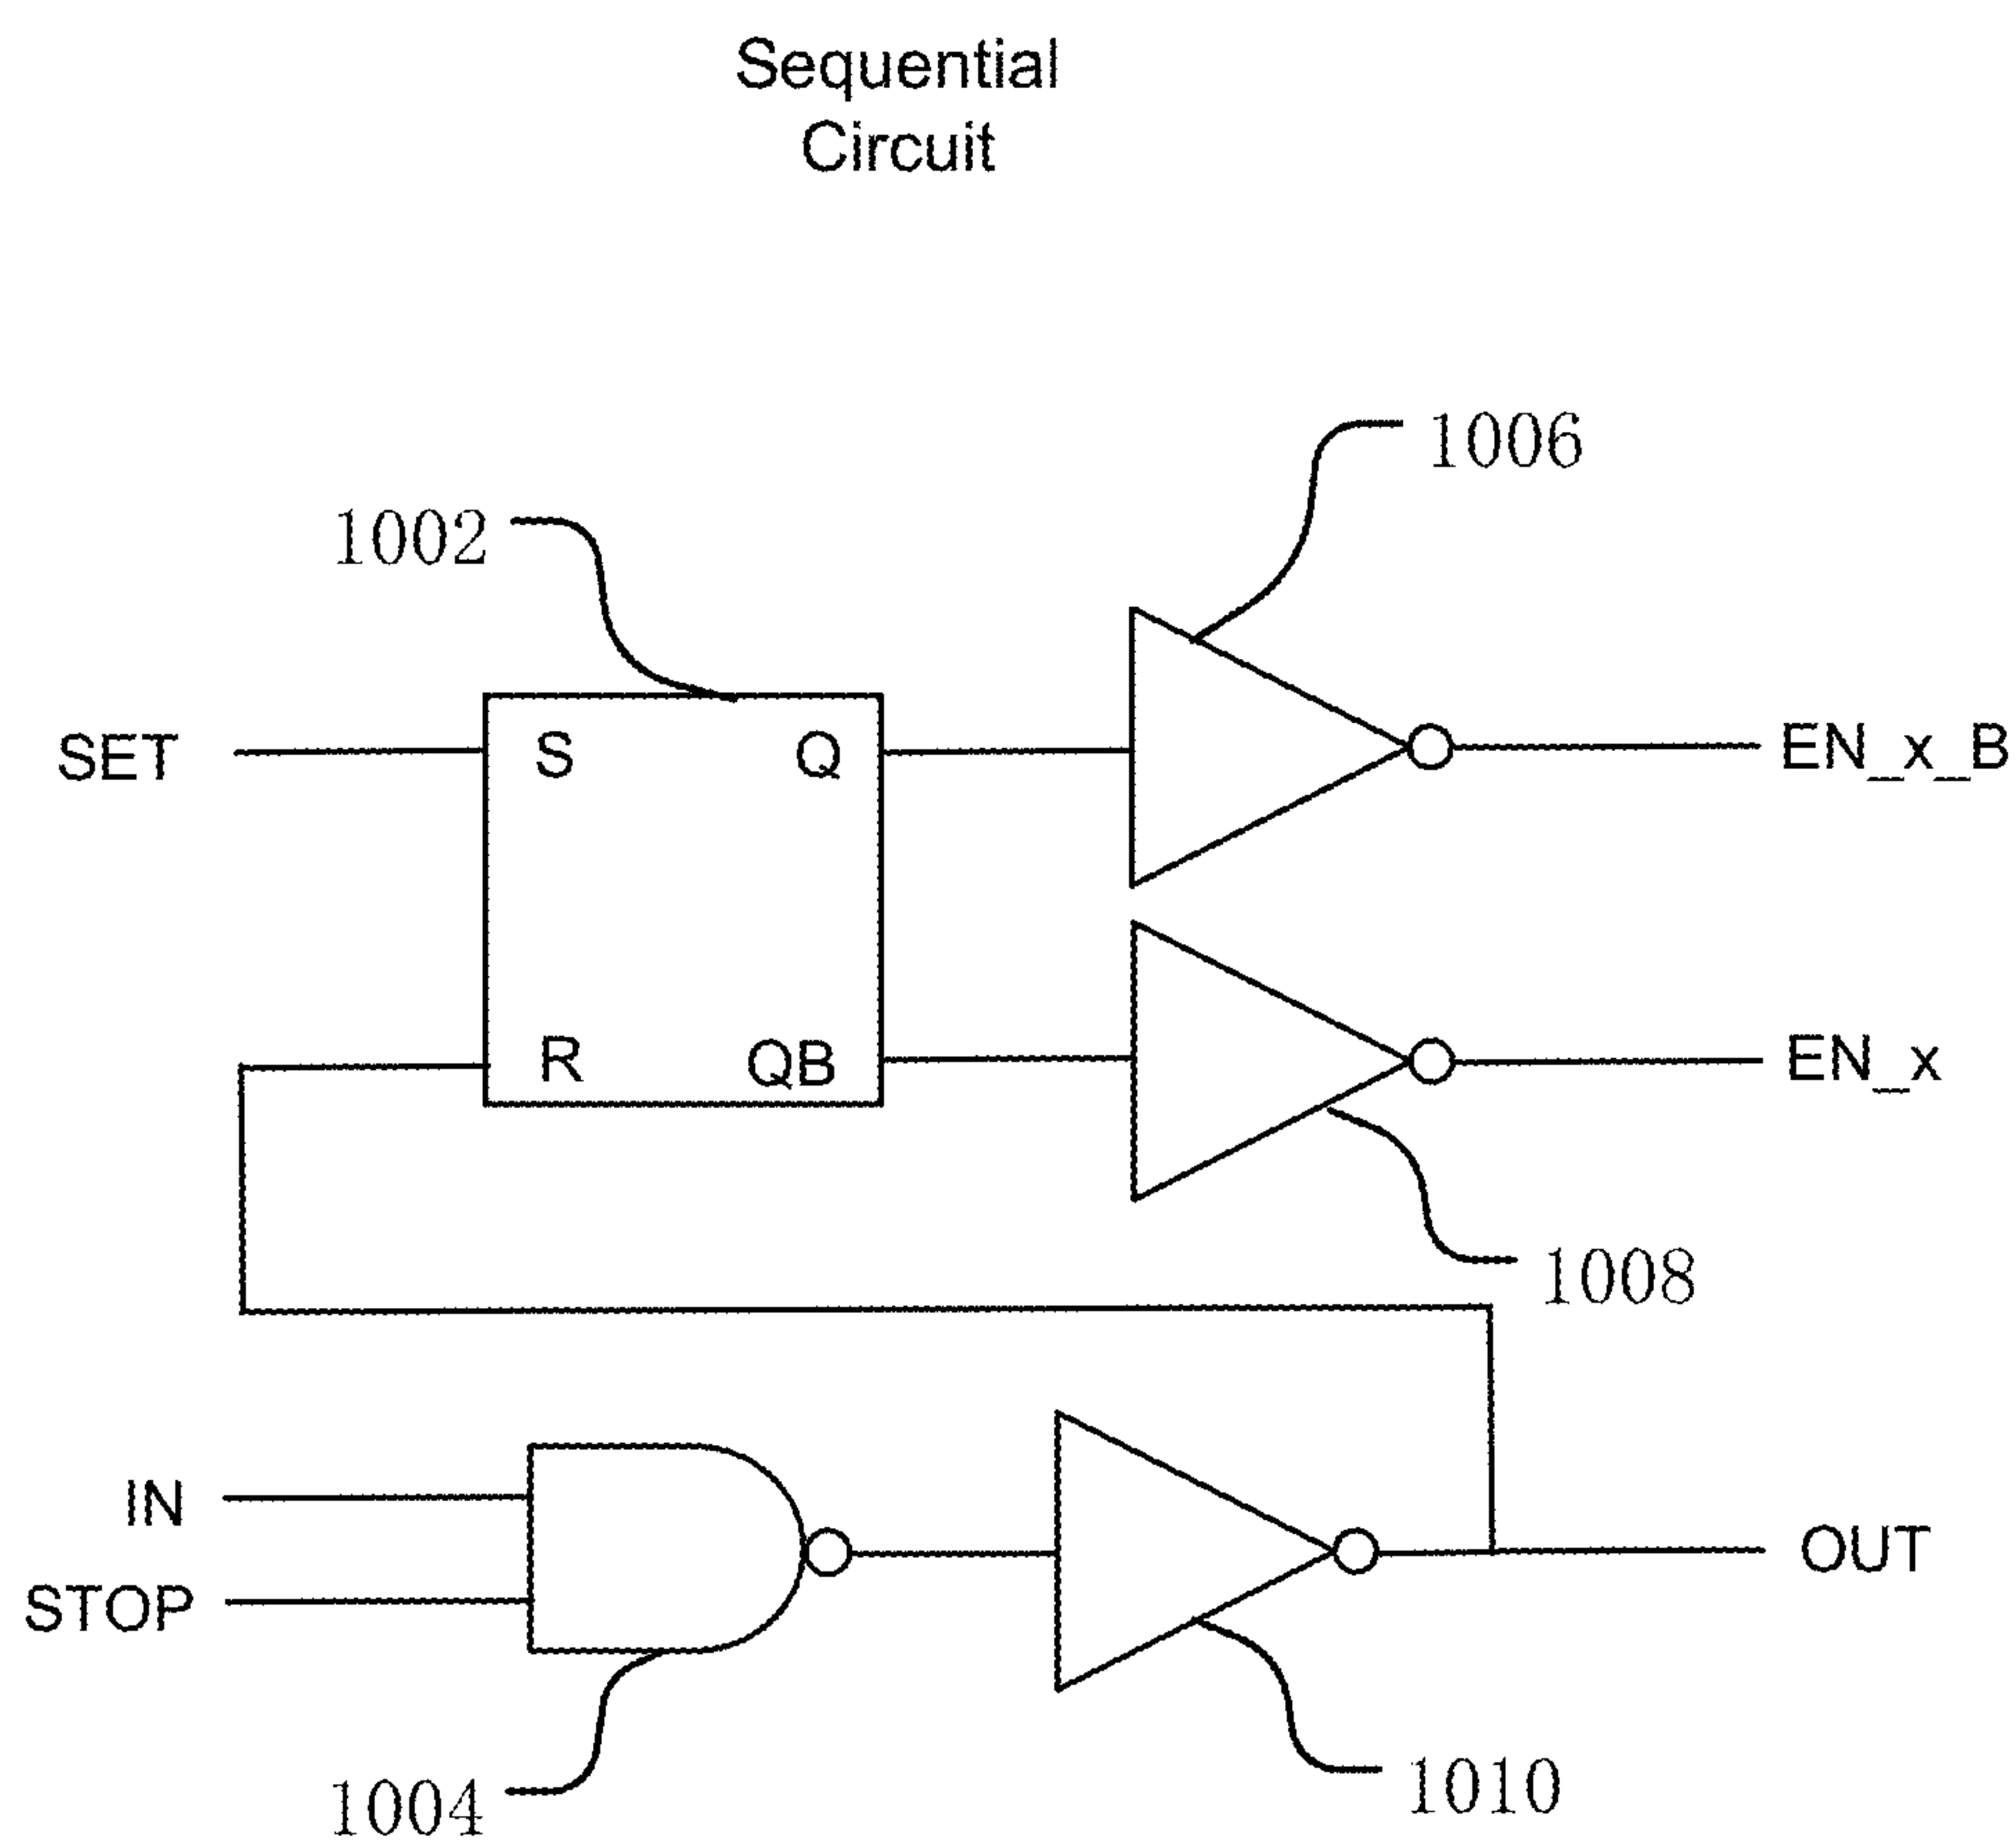 Sequential
Circuit
1006
1002
SET
S
Q
EN_x_B
R
QB
EN_x
1008
IN
STOP
OUT
1004
1010